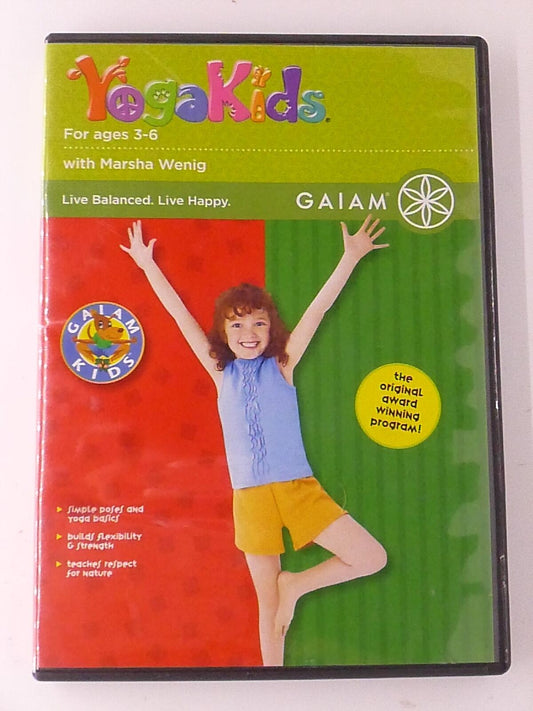 YogaKids®
For ages 3-6
with Marsha Wenig
Live Balanced. Live Happy.
GAIAM®
GAIAM
KIDS
the
original
award
winning
program!
simple poses and
yoga basics
builds flexibility
& strength
teaches respect
for nature